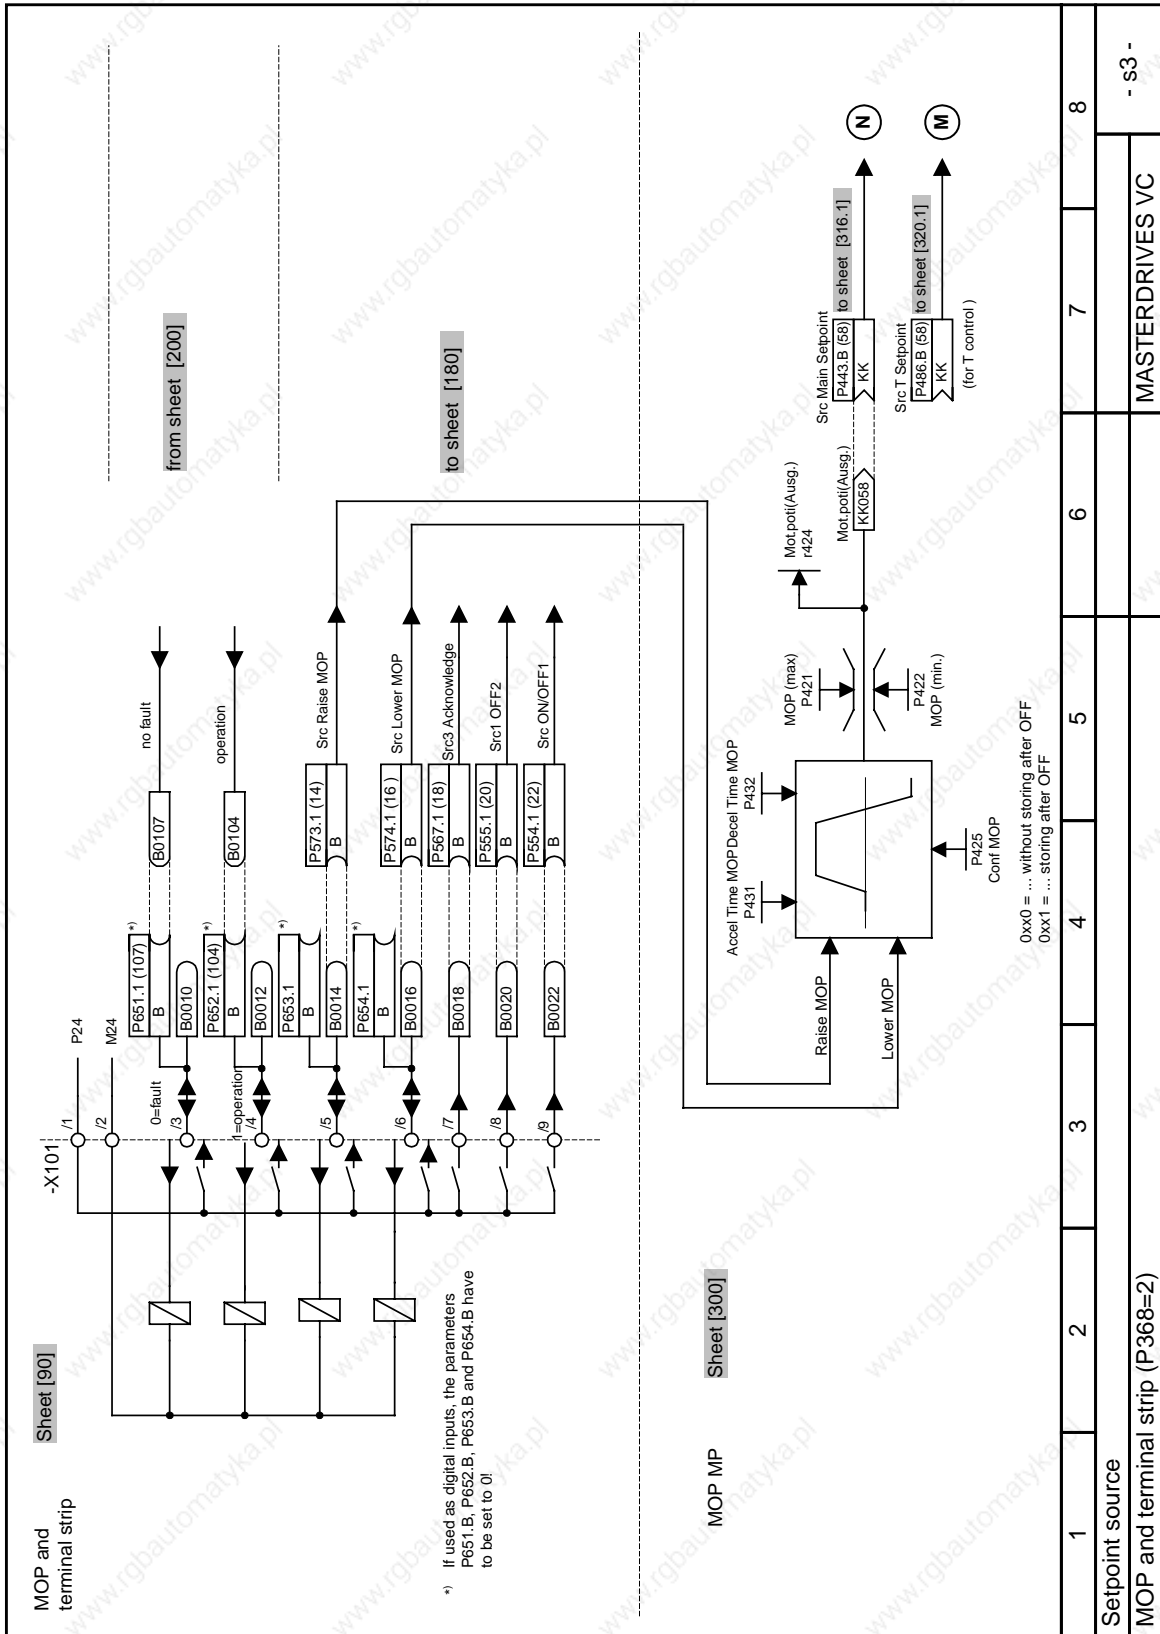 MOP and
terminal strip
Sheet [90]
-X101
/1
P24
/2
M24
0=fault
/3
P651.1 (107)
*)
B
B0010
B0107
no fault
from sheet [200]
1=operation
/4
P652.1 (104)
*)
B
B0012
B0104
operation
/5
P653.1
*)
B
B0014
P573.1 (14)
B
Src Raise MOP
/6
P654.1
*)
B
B0016
P574.1 (16 )
B
Src Lower MOP
to sheet [180]
/7
B0018
P567.1 (18)
B
Src3 Acknowledge
/8
B0020
P555.1 (20)
B
Src1 OFF2
/9
B0022
P554.1 (22)
B
Src ON/OFF1
*) If used as digital inputs, the parameters
P651.B, P652.B, P653.B and P654.B have
to be set to 0!
MOP MP
Sheet [300]
Raise MOP
Lower MOP
Accel Time MOP
P431
Decel Time MOP
P432
P425
Conf MOP
MOP (max)
P421
P422
MOP (min.)
Mot.poti(Ausg.)
r424
Mot.poti(Ausg.)
KK058
Src Main Setpoint
P443.B (58)
KK
to sheet [316.1]
N
Src T Setpoint
P486.B (58)
KK
to sheet [320.1]
(for T control )
M
0xx0 = ... without storing after OFF
0xx1 = ... storing after OFF
1 2 3 4 5 6 7 8
Setpoint source
- s3 -
MOP and terminal strip (P368=2)
MASTERDRIVES VC
www.rgbautomatyka.pl